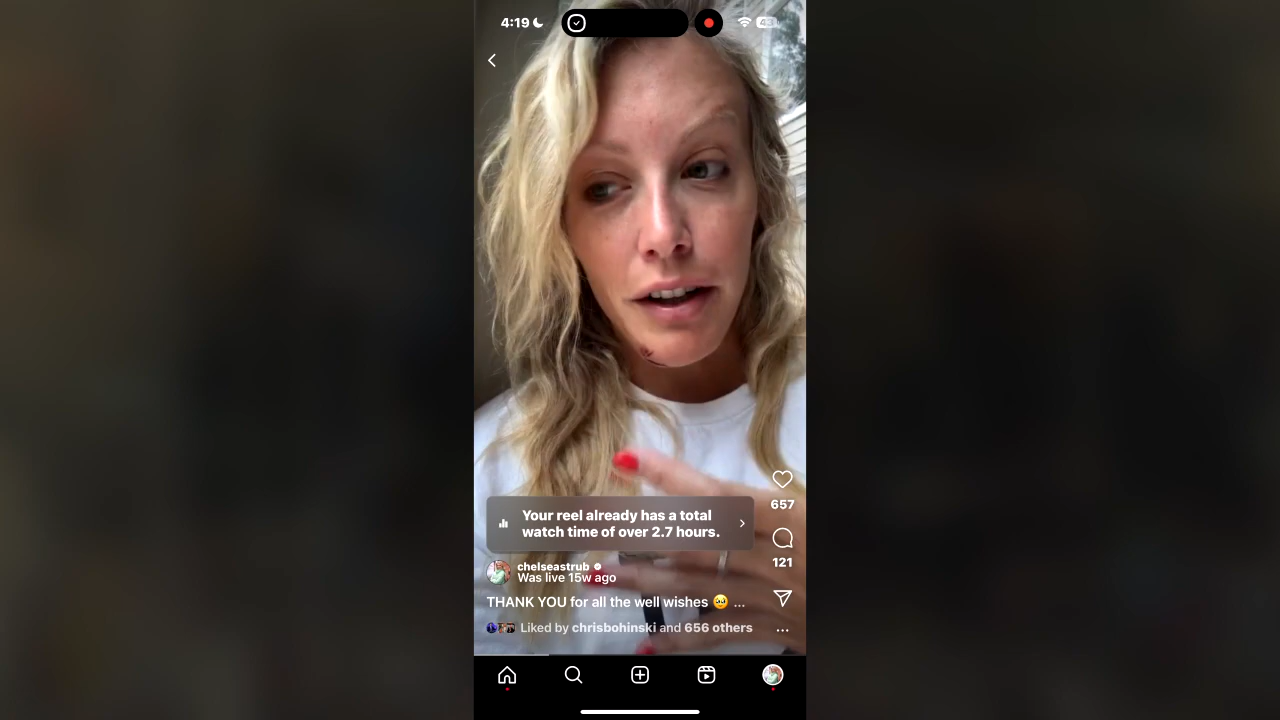 4:19
Your reel already has a total
watch time of over 2.7 hours.
657
121
chelseastrub
Was live 15w ago
THANK YOU for all the well wishes 🥹 ...
Liked by chrisbohinski and 656 others